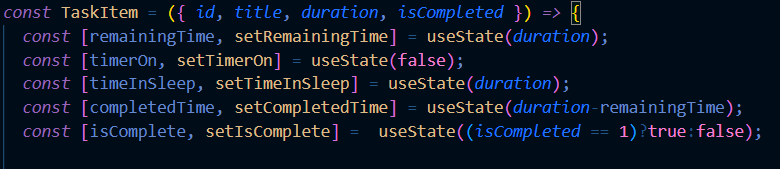 const TaskItem = ({ id, title, duration, isCompleted }) => {
const [remainingTime, setRemainingTime] = useState(duration);
const [timerOn, setTimerOn] = useState(false);
const [timeInSleep, setTimeInSleep] = useState(duration);
const [completedTime, setCompletedTime] = useState(duration-remainingTime);
const [isComplete, setIsComplete] =  useState((isCompleted == 1)?true:false);